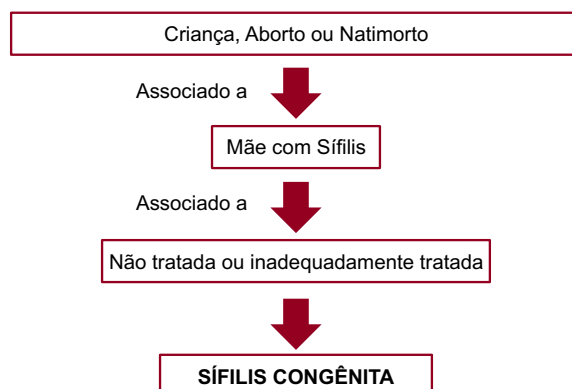 Criança, Aborto ou Natimorto
Associado a
Mãe com Sífilis
Associado a
Não tratada ou inadequadamente tratada
SÍFILIS CONGÊNITA